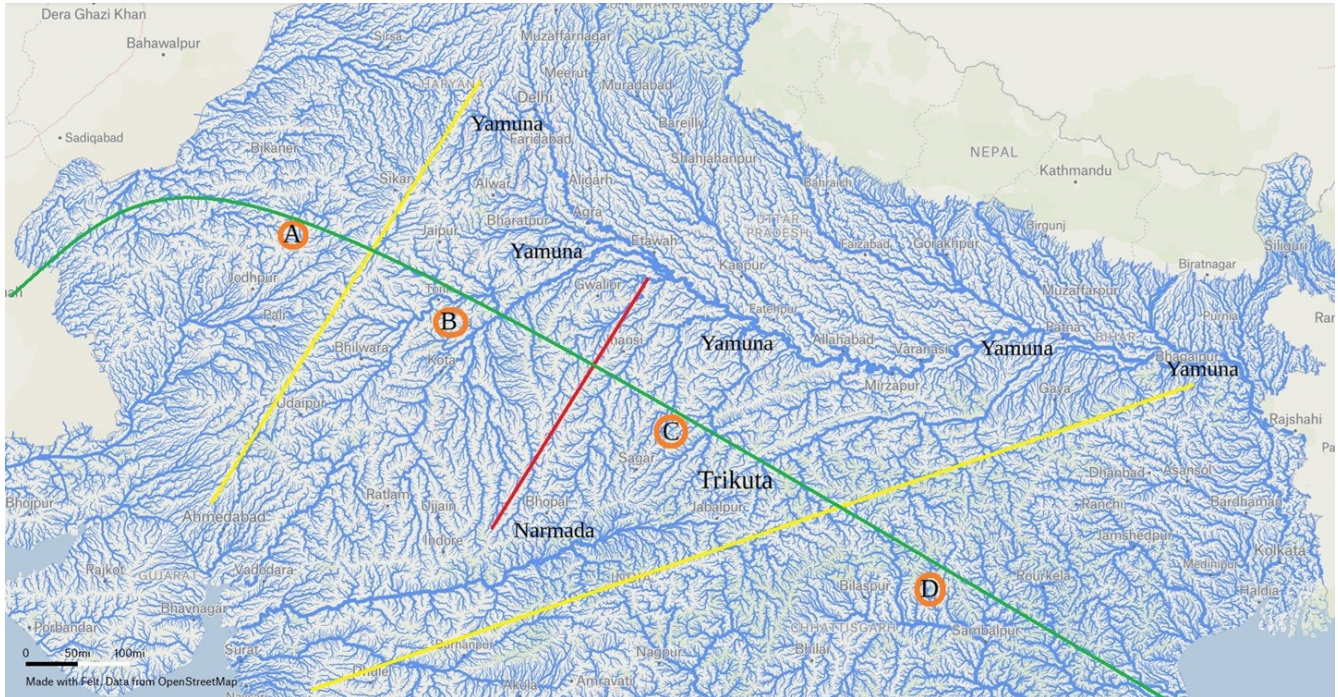 Dera Ghazi Khan
UTTARAKHAND
Bahawalpur
Sirsa
Muzaffarnagar
HARYANA
Meerut
Moradabad
Delhi
Sadiqabad
Yamuna
Faridabad
Bareilly
Bikaner
NEPAL
Shahjahanpur
Kathmandu
Sikar
Alwar
Aligarh
Bahraich
Bharatpur
Agra
UTTAR
PRADESH
Birgunj
Siliguri
A
Jaipur
Yamuna
Etawah
Faizabad
Gorakhpur
Kanpur
Biratnagar
Jodhpur
Gwalior
Muzaffarpur
Pali
B
Fatehpur
Purnia
Bhilwara
Yamuna
Allahabad
Varanasi
Yamuna
Patna
BIHAR
Kota
Bhagalpur
Yamuna
Mirzapur
Gaya
Udaipur
C
Rajshahi
Sagar
Trikuta
Dhanbad
Asansol
Bhojpur
Ratlam
Ujjain
Bhopal
Jabalpur
Ranchi
Bardhaman
Ahmedabad
Narmada
Indore
Jamshedpur
Kolkata
Rajkot
GUJARAT
Vadodara
INDIA
Bilaspur
D
Rourkela
Medinipur
Haldia
Bhavnagar
Porbandar
CHHATTISGARH
Sambalpur
Surat
Burhanpur
Nagpur
Bhilai
0 50mi 100mi
Dhule
Akola
Amravati
Made with Felt. Data from OpenStreetMap